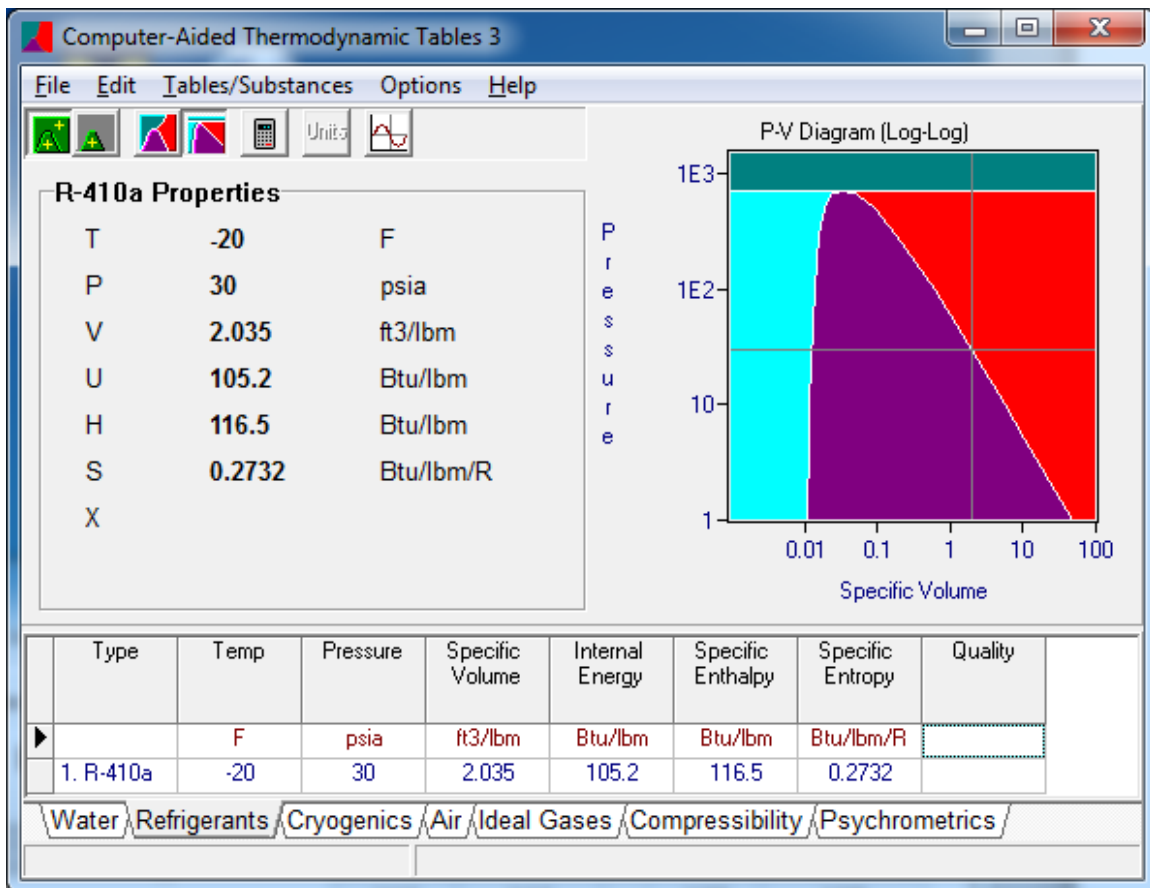 Computer-Aided Thermodynamic Tables 3
File Edit Tables/Substances Options Help
Units
P-V Diagram (Log-Log)
R-410a Properties
T -20 F
P 30 psia
V 2.035 ft3/lbm
U 105.2 Btu/lbm
H 116.5 Btu/lbm
S 0.2732 Btu/lbm/R
X
Pressure
1E3
1E2
10
1
0.01 0.1 1 10 100
Specific Volume
Type Temp Pressure Specific Volume Internal Energy Specific Enthalpy Specific Entropy Quality
F psia ft3/lbm Btu/lbm Btu/lbm Btu/lbm/R
1. R-410a -20 30 2.035 105.2 116.5 0.2732
Water Refrigerants Cryogenics Air Ideal Gases Compressibility Psychrometrics